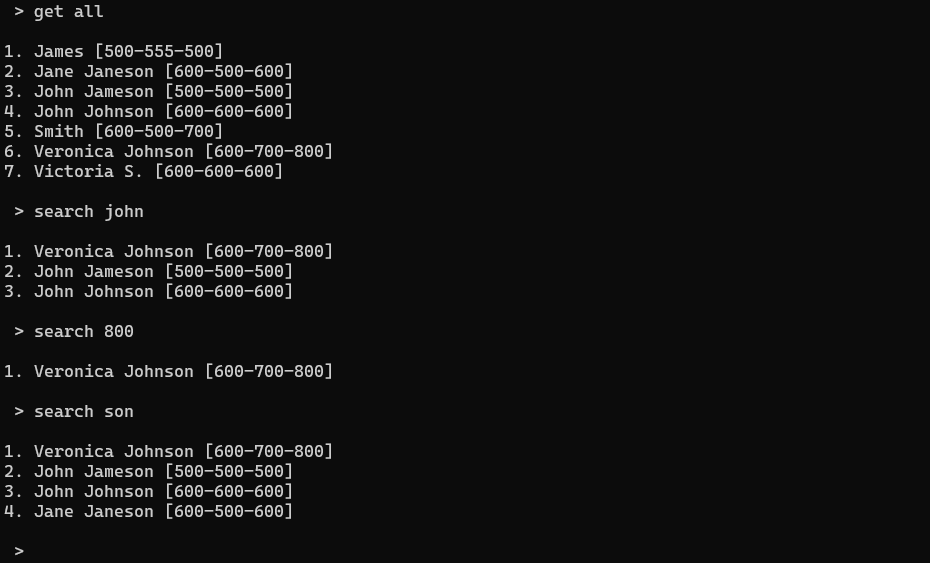 > get all
1. James [500-555-500]
2. Jane Janeson [600-500-600]
3. John Jameson [500-500-500]
4. John Johnson [600-600-600]
5. Smith [600-500-700]
6. Veronica Johnson [600-700-800]
7. Victoria S. [600-600-600]
> search john
1. Veronica Johnson [600-700-800]
2. John Jameson [500-500-500]
3. John Johnson [600-600-600]
> search 800
1. Veronica Johnson [600-700-800]
> search son
1. Veronica Johnson [600-700-800]
2. John Jameson [500-500-500]
3. John Johnson [600-600-600]
4. Jane Janeson [600-500-600]
>